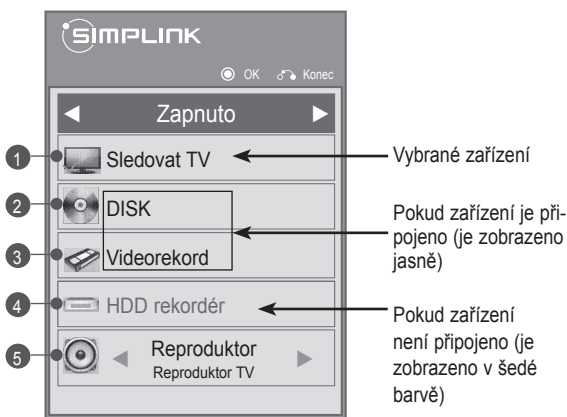 SIMPLINK
OK Konec
Zapnuto
1 Sledovat TV
Vybrané zařízení
2 DISK
3 Videorekord
Pokud zařízení je při-
pojeno (je zobrazeno
jasně)
4 HDD rekordér
Pokud zařízení
není připojeno (je
zobrazeno v šedé
barvě)
5 Reproduktor
Reproduktor TV